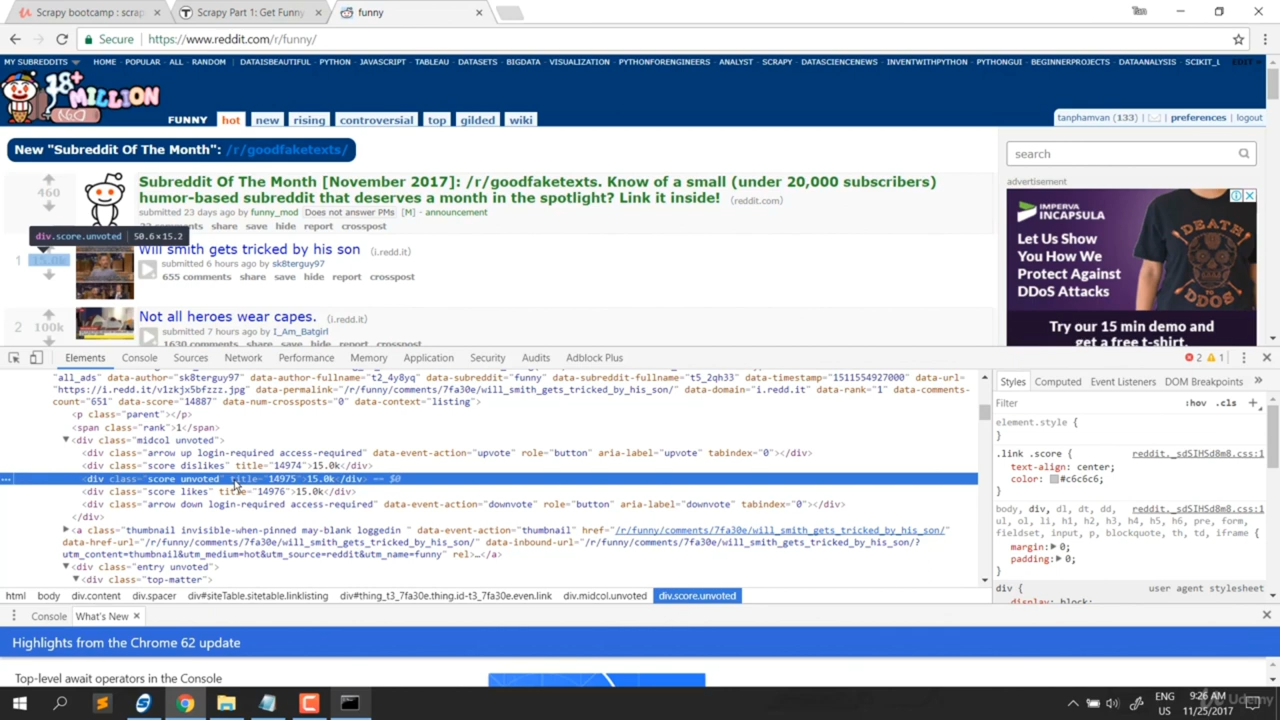 Scrapy bootcamp : scrap
Scrapy Part 1: Get Funny
funny
Secure https://www.reddit.com/r/funny/
MY SUBREDDITS HOME - POPULAR - ALL - RANDOM | DATAISBEAUTIFUL - PYTHON - JAVASCRIPT - TABLEAU - DATASETS - BIGDATA - VISUALIZATION - PYTHONFORENGINEERS - ANALYST - SCRAPY - DATASCIENCENEWS - INVENTWITHPYTHON - PYTHONGUI - BEGINNERPROJECTS - DATAANALYSIS - SCIKIT_L EDIT
18+ MILLION
FUNNY hot new rising controversial top gilded wiki
tanphamvan (133) | preferences | logout
New "Subreddit Of The Month": /r/goodfaketexts/
search
advertisement
460
Subreddit Of The Month [November 2017]: /r/goodfaketexts. Know of a small (under 20,000 subscribers)
humor-based subreddit that deserves a month in the spotlight? Link it inside! (reddit.com)
submitted 23 days ago by funny_mod Does not answer PMs [M] - announcement
comments share save hide report crosspost
div.score.unvoted | 50.6×15.2
1 15.0k
Will smith gets tricked by his son (i.redd.it)
submitted 6 hours ago by sk8terguy97
655 comments share save hide report crosspost
2 100k
Not all heroes wear capes. (i.redd.it)
submitted 7 hours ago by I_Am_Batgirl
1630 comments share save hide report crosspost
IMPERVA
INCAPSULA
Let Us Show
You How We
Protect Against
DDoS Attacks
DEATH
DDOS
Try our 15 min demo and
get a free t-shirt.
Elements Console Sources Network Performance Memory Application Security Audits Adblock Plus 2 1
all_ads" data-author="sk8terguy97" data-author-fullname="t2_4y8yq" data-subreddit="funny" data-subreddit-fullname="t5_2qh33" data-timestamp="1511554927000" data-url=
"https://i.redd.it/v1zkjx5bfzzz.jpg" data-permalink="/r/funny/comments/7fa30e/will_smith_gets_tricked_by_his_son/" data-domain="i.redd.it" data-rank="1" data-comments-
count="651" data-score="14887" data-num-crossposts="0" data-context="listing">
<p class="parent"></p>
<span class="rank">1</span>
<div class="midcol unvoted">
<div class="arrow up login-required access-required" data-event-action="upvote" role="button" aria-label="upvote" tabindex="0"></div>
<div class="score dislikes" title="14974">15.0k</div>
<div class="score unvoted" title="14975">15.0k</div> == $0
<div class="score likes" title="14976">15.0k</div>
<div class="arrow down login-required access-required" data-event-action="downvote" role="button" aria-label="downvote" tabindex="0"></div>
</div>
<a class="thumbnail invisible-when-pinned may-blank loggedin " data-event-action="thumbnail" href="/r/funny/comments/7fa30e/will_smith_gets_tricked_by_his_son/"
data-href-url="/r/funny/comments/7fa30e/will_smith_gets_tricked_by_his_son/" data-inbound-url="/r/funny/comments/7fa30e/will_smith_gets_tricked_by_his_son/?
utm_content=thumbnail&utm_medium=hot&utm_source=reddit&utm_name=funny" rel>…</a>
<div class="entry unvoted">
<div class="top-matter">
html body div.content div.spacer div#siteTable.sitetable.linklisting div#thing_t3_7fa30e.thing.id-t3_7fa30e.even.link div.midcol.unvoted div.score.unvoted
Styles Computed Event Listeners DOM Breakpoints
Filter :hov .cls
element.style {
}
.link .score { reddit._sdSIHSd8m8.css:1
text-align: center;
color: #c6c6c6;
}
body, div, dl, dt, dd, reddit._sdSIHSd8m8.css:1
ul, ol, li, h1, h2, h3, h4, h5, h6, pre, form,
fieldset, input, p, blockquote, th, td, iframe {
margin: 0;
padding: 0;
}
div { user agent stylesheet
display: block;
Console What's New
Highlights from the Chrome 62 update
Top-level await operators in the Console
ENG
US
9:26 AM
11/25/2017
Udemy